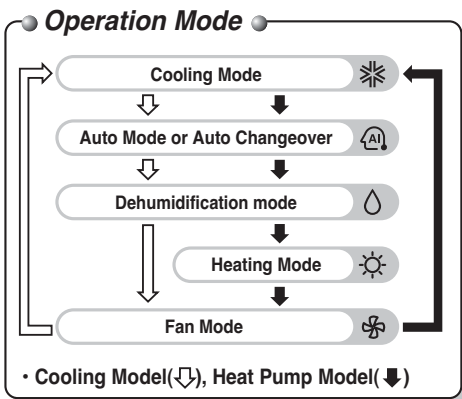 Operation Mode
Cooling Mode
Auto Mode or Auto Changeover
AI
Dehumidification mode
Heating Mode
Fan Mode
· Cooling Model(⇩), Heat Pump Model(⬇)